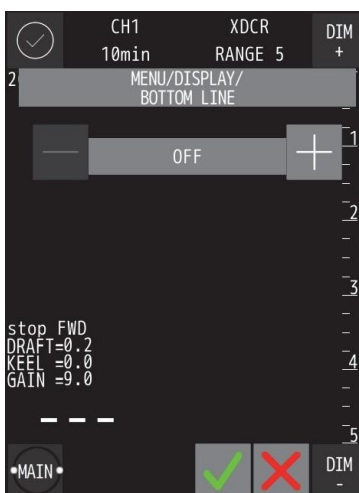 CH1 XDCR DIM
10min RANGE 5 +
2
MENU/DISPLAY/
BOTTOM LINE
1
— OFF +
2
3
stop FWD
DRAFT=0.2
KEEL =0.0
4
GAIN =9.0
– – –
5
•MAIN• DIM
-